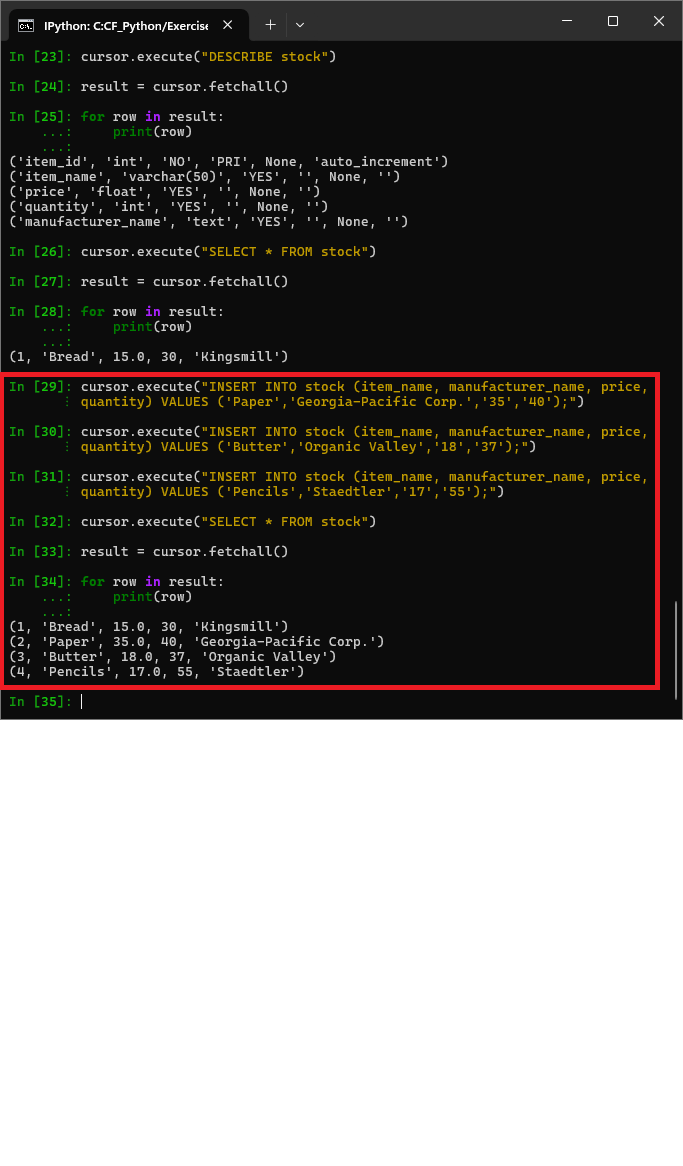 IPython: C:CF_Python/Exercise
In [23]: cursor.execute("DESCRIBE stock")
In [24]: result = cursor.fetchall()
In [25]: for row in result:
    ...:     print(row)
    ...:
('item_id', 'int', 'NO', 'PRI', None, 'auto_increment')
('item_name', 'varchar(50)', 'YES', '', None, '')
('price', 'float', 'YES', '', None, '')
('quantity', 'int', 'YES', '', None, '')
('manufacturer_name', 'text', 'YES', '', None, '')
In [26]: cursor.execute("SELECT * FROM stock")
In [27]: result = cursor.fetchall()
In [28]: for row in result:
    ...:     print(row)
    ...:
(1, 'Bread', 15.0, 30, 'Kingsmill')
In [29]: cursor.execute("INSERT INTO stock (item_name, manufacturer_name, price,
       ⋮ quantity) VALUES ('Paper','Georgia-Pacific Corp.','35','40');")
In [30]: cursor.execute("INSERT INTO stock (item_name, manufacturer_name, price,
       ⋮ quantity) VALUES ('Butter','Organic Valley','18','37');")
In [31]: cursor.execute("INSERT INTO stock (item_name, manufacturer_name, price,
       ⋮ quantity) VALUES ('Pencils','Staedtler','17','55');")
In [32]: cursor.execute("SELECT * FROM stock")
In [33]: result = cursor.fetchall()
In [34]: for row in result:
    ...:     print(row)
    ...:
(1, 'Bread', 15.0, 30, 'Kingsmill')
(2, 'Paper', 35.0, 40, 'Georgia-Pacific Corp.')
(3, 'Butter', 18.0, 37, 'Organic Valley')
(4, 'Pencils', 17.0, 55, 'Staedtler')
In [35]: